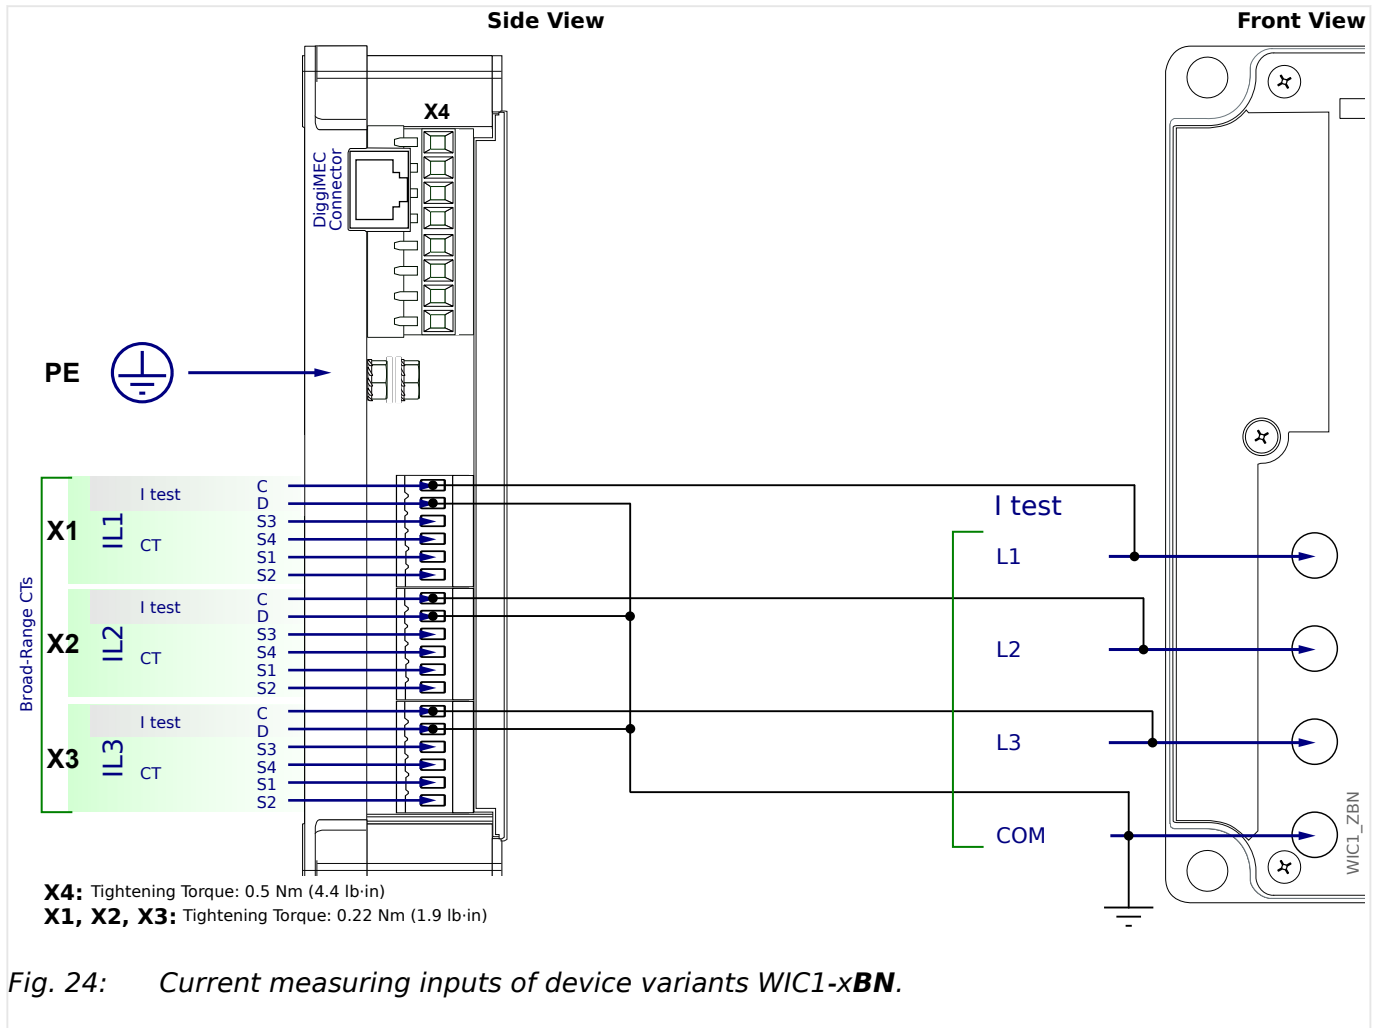 Side View
Front View
X4
DiggiMEC
Connector
PE
Broad-Range CTs
X1
IL1
I test
CT
C
D
S3
S4
S1
S2
X2
IL2
I test
CT
C
D
S3
S4
S1
S2
X3
IL3
I test
CT
C
D
S3
S4
S1
S2
I test
L1
L2
L3
COM
WIC1_ZBN
X4: Tightening Torque: 0.5 Nm (4.4 lb·in)
X1, X2, X3: Tightening Torque: 0.22 Nm (1.9 lb·in)
Fig. 24: Current measuring inputs of device variants WIC1-xBN.